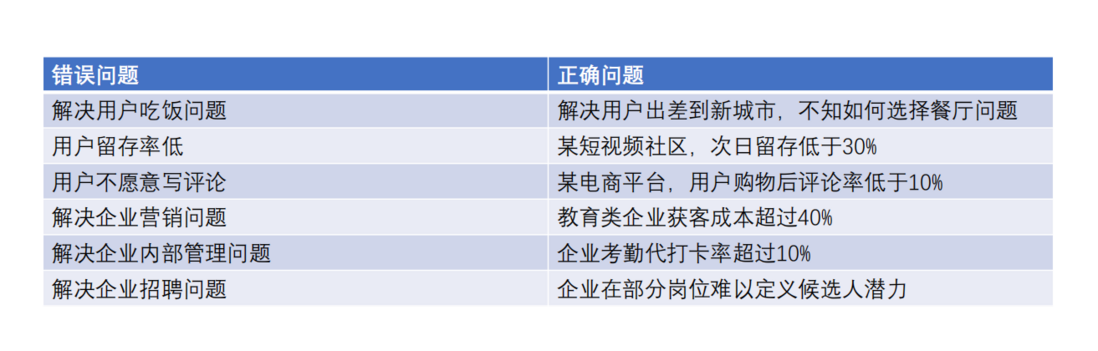 错误问题 正确问题
解决用户吃饭问题 解决用户出差到新城市，不知如何选择餐厅问题
用户留存率低 某短视频社区，次日留存低于30%
用户不愿意写评论 某电商平台，用户购物后评论率低于10%
解决企业营销问题 教育类企业获客成本超过40%
解决企业内部管理问题 企业考勤代打卡率超过10%
解决企业招聘问题 企业在部分岗位难以定义候选人潜力